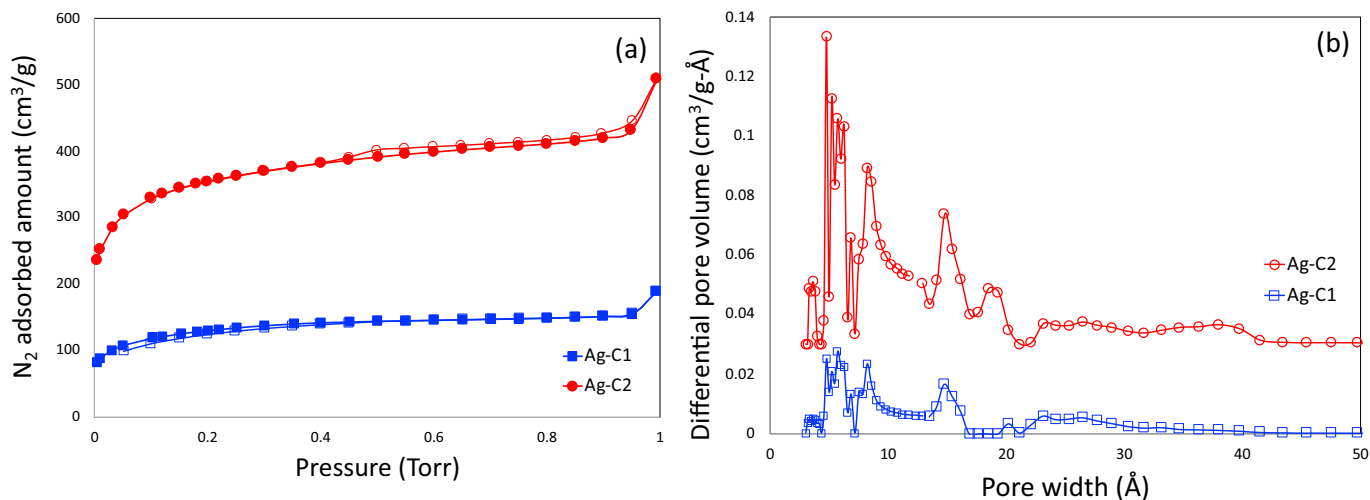 (a)
N₂ adsorbed amount (cm³/g)
600
500
400
300
200
100
0
Ag-C1
Ag-C2
0
0.2
0.4
0.6
0.8
1
Pressure (Torr)
(b)
Differential pore volume (cm³/g-Å)
0.14
0.12
0.1
0.08
0.06
0.04
0.02
0
Ag-C2
Ag-C1
0
10
20
30
40
50
Pore width (Å)